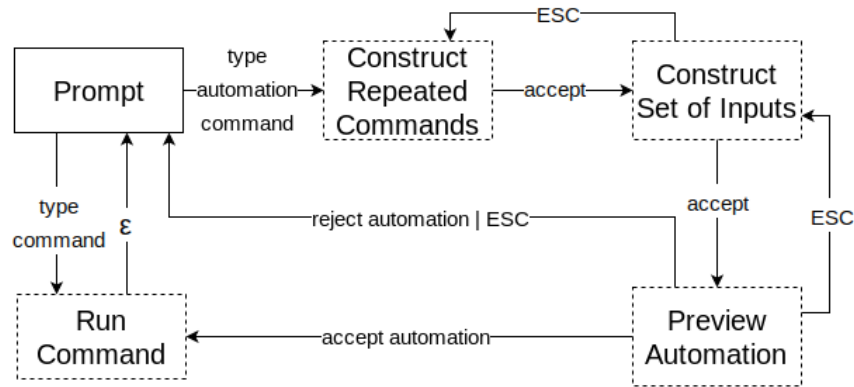 ESC
type
automation
command
Prompt
Construct
Repeated
Commands
accept
Construct
Set of Inputs
type
command
ε
reject automation | ESC
accept
ESC
Run
Command
accept automation
Preview
Automation